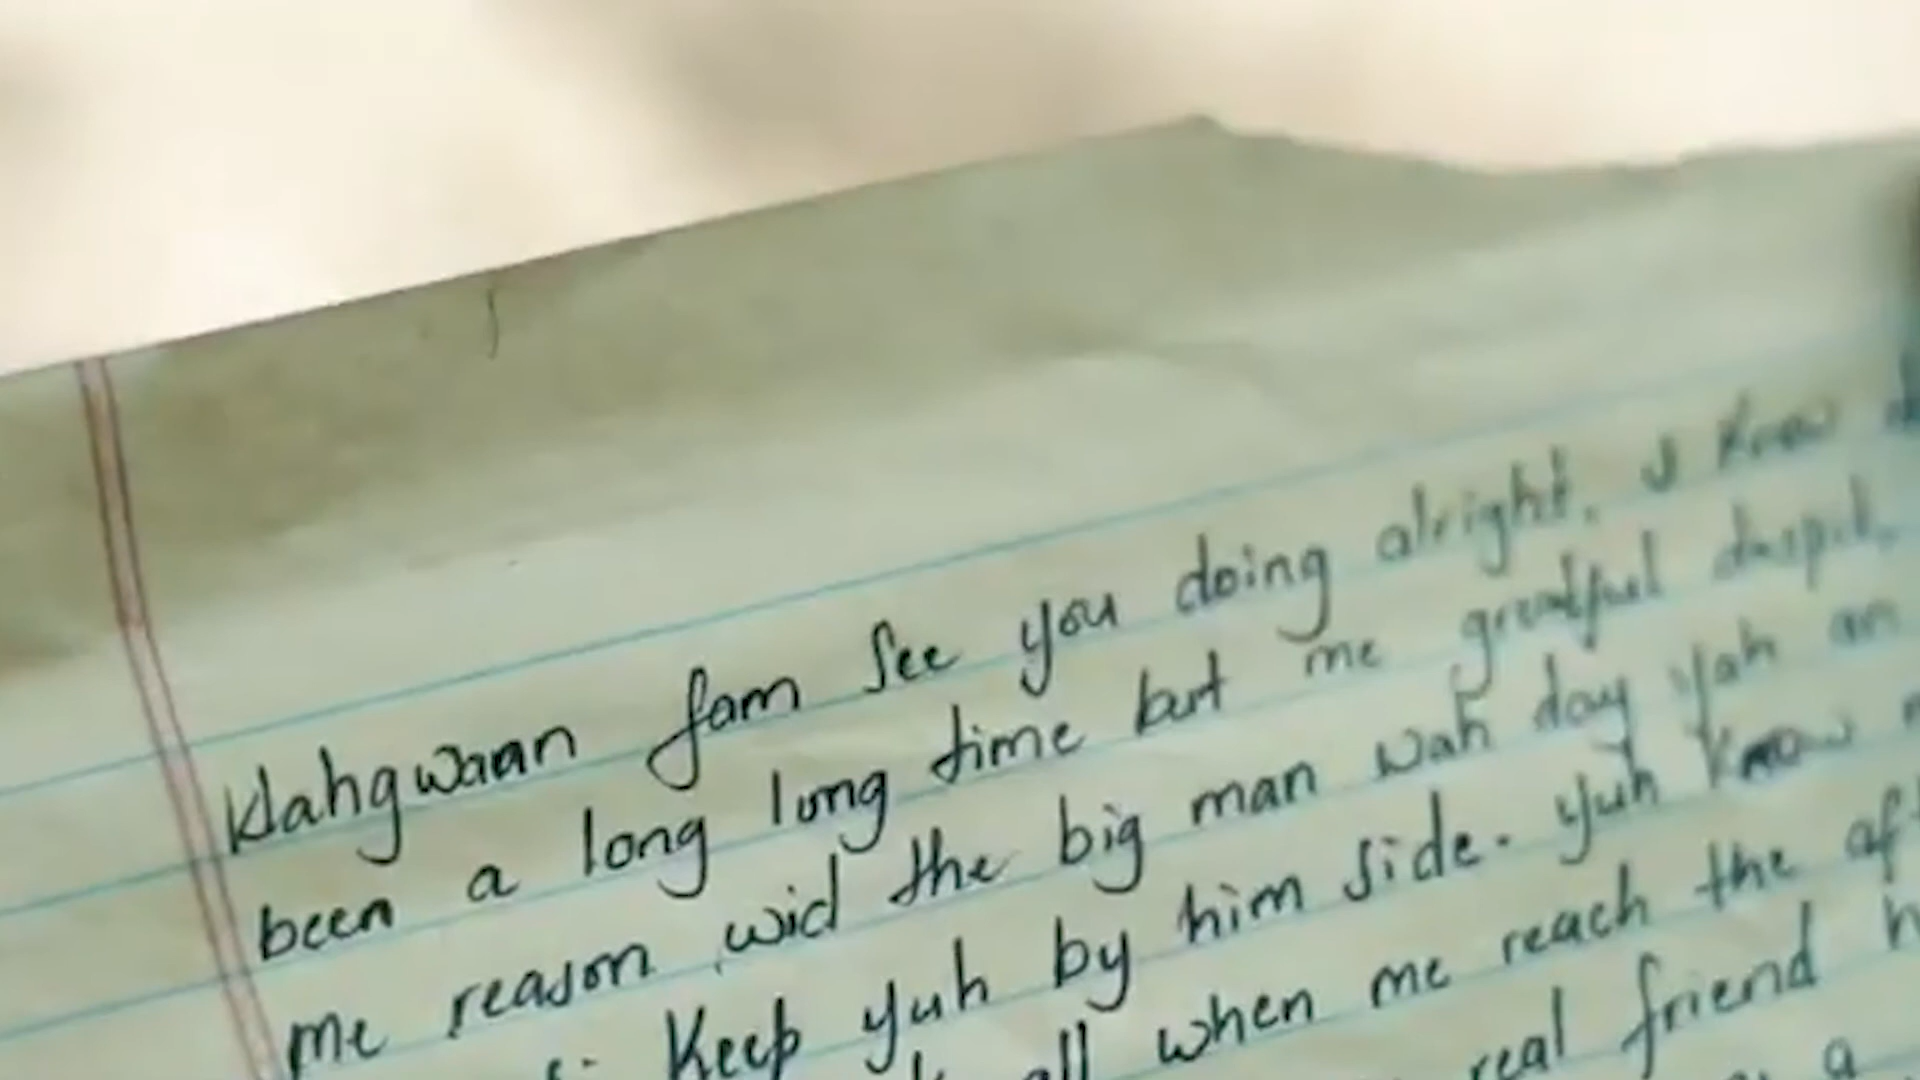 Wahgwaan fam See you doing alright. I know
been a long long time but me greatful
me reason wid the big man wah day yah an
Keep yuh by him side. yuh know
all when me reach the
real friend
a